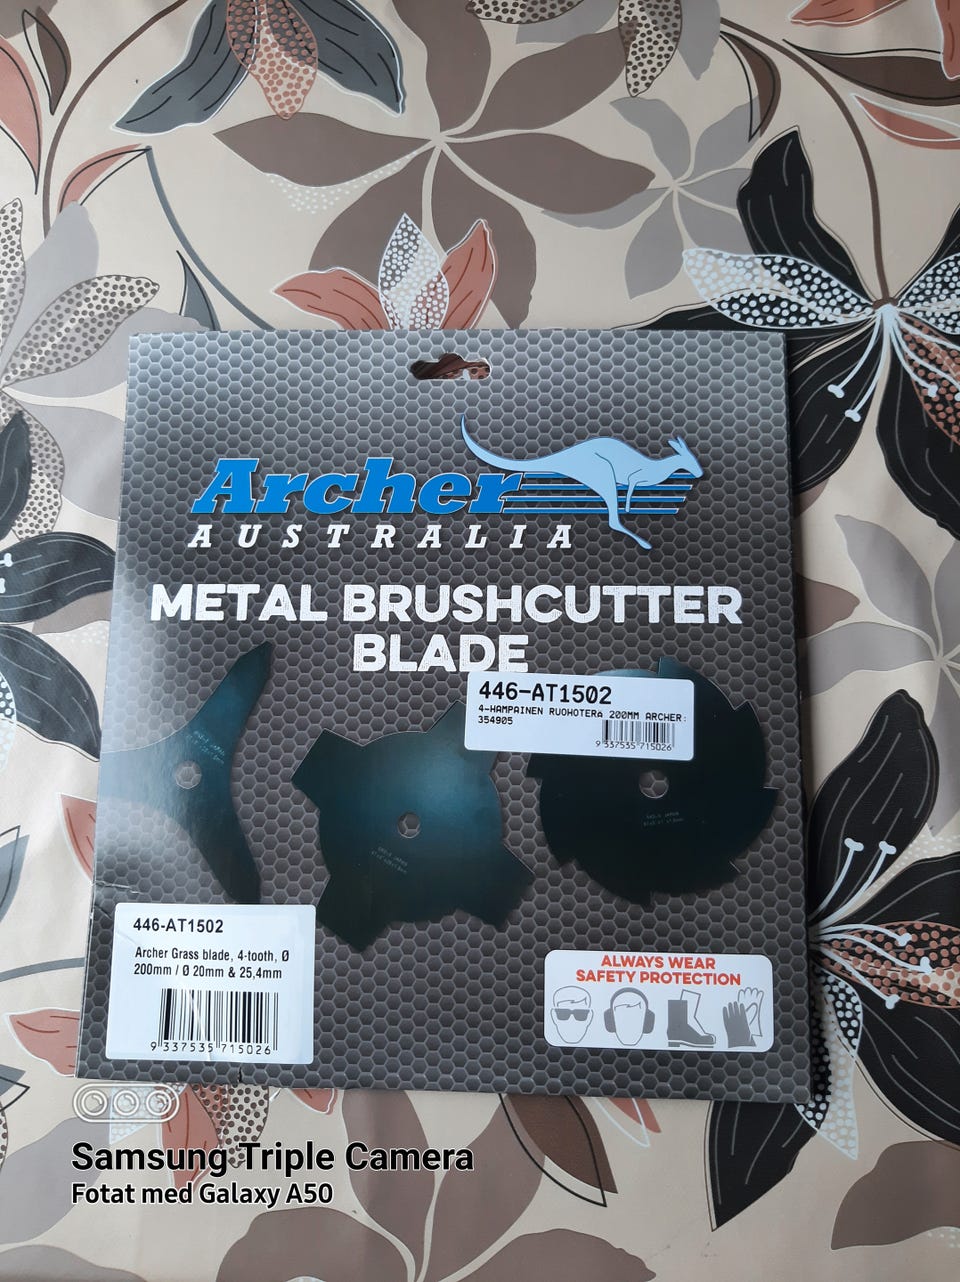 Archer
AUSTRALIA
METAL BRUSHCUTTER
BLADE
446-AT1502
4-HAMPAINEN RUOHOTERÄ 200MM ARCHER:
354905
9 337535 715026
446-AT1502
Archer Grass blade, 4-tooth, Ø
200mm / Ø 20mm & 25,4mm
9 337535 715026
ALWAYS WEAR
SAFETY PROTECTION
Samsung Triple Camera
Fotat med Galaxy A50